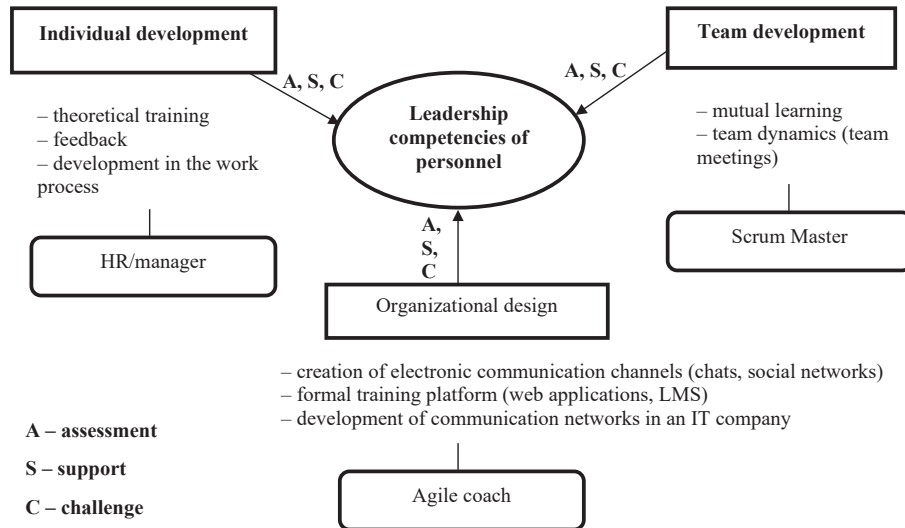 Individual development
Team development
A, S, C
A, S, C
Leadership
competencies of
personnel
– theoretical training
– feedback
– development in the work
process
– mutual learning
– team dynamics (team
meetings)
A,
S,
C
HR/manager
Scrum Master
Organizational design
– creation of electronic communication channels (chats, social networks)
– formal training platform (web applications, LMS)
– development of communication networks in an IT company
A – assessment
S – support
C – challenge
Agile coach